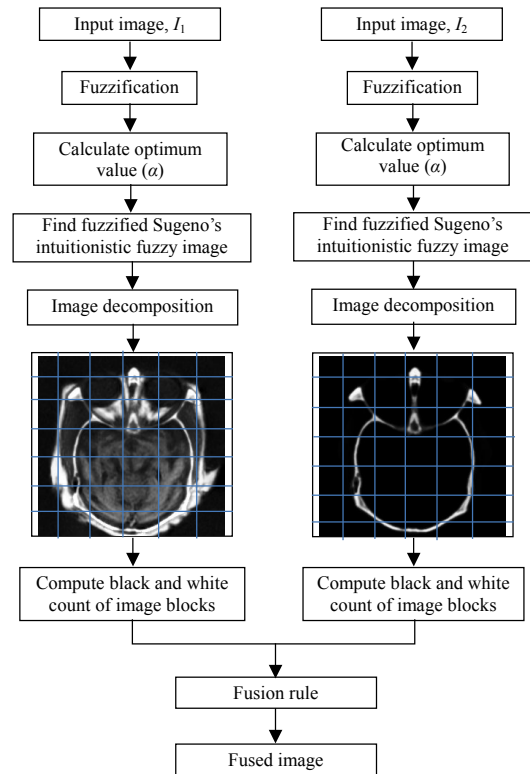 Input image, I1
Fuzzification
Calculate optimum
value (α)
Find fuzzified Sugeno's
intuitionistic fuzzy image
Image decomposition
Compute black and white
count of image blocks
Input image, I2
Fuzzification
Calculate optimum
value (α)
Find fuzzified Sugeno's
intuitionistic fuzzy image
Image decomposition
Compute black and white
count of image blocks
Fusion rule
Fused image